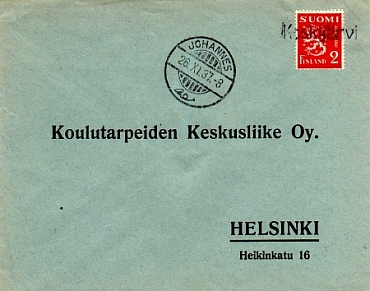 SUOMI
FINLAND 2
JOHANNES
26.XI.37.-8
Koulutarpeiden Keskusliike Oy.
HELSINKI
Heikinkatu 16